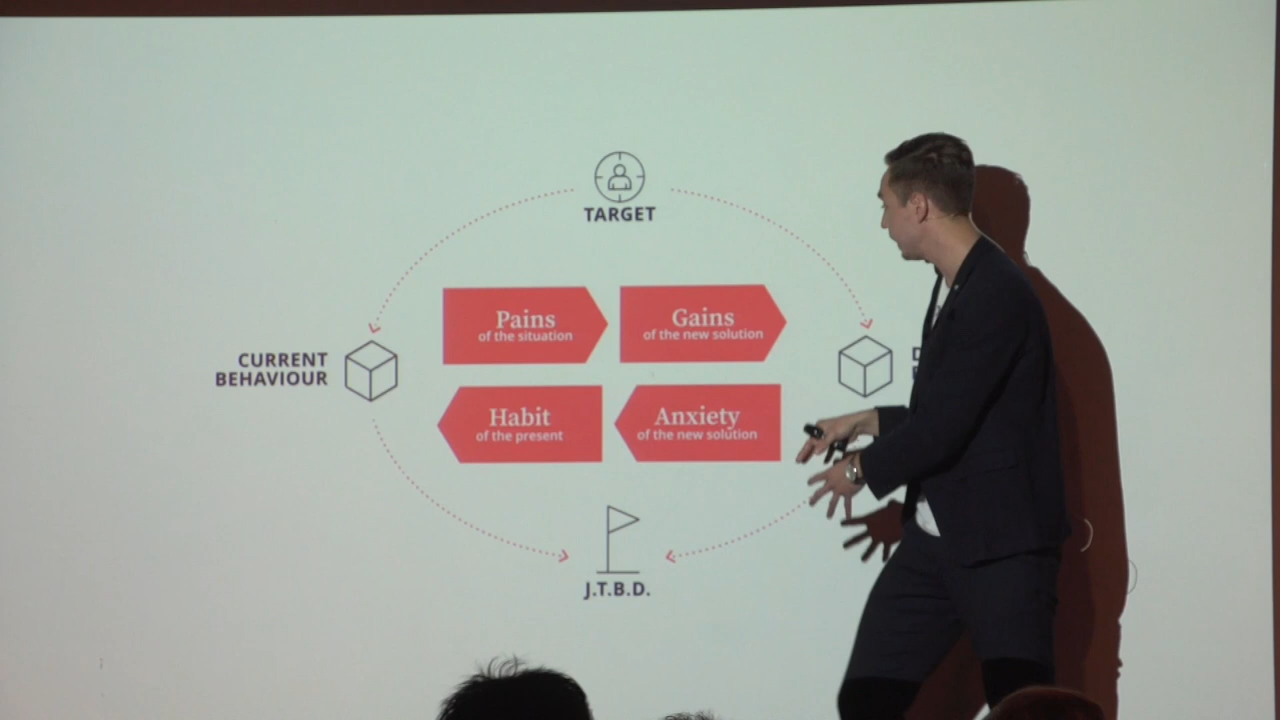 TARGET
Pains
of the situation
Gains
of the new solution
CURRENT
BEHAVIOUR
Habit
of the present
Anxiety
of the new solution
J.T.B.D.